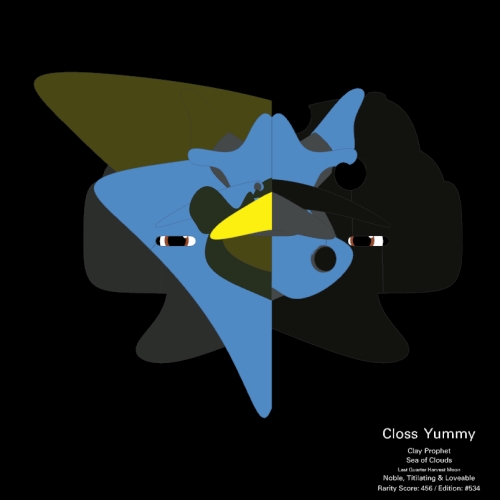 Closs Yummy
Clay Prophet
Sea of Clouds
Last Quarter Harvest Moon
Noble, Titilating & Loveable
Rarity Score: 456 / Edition: #534